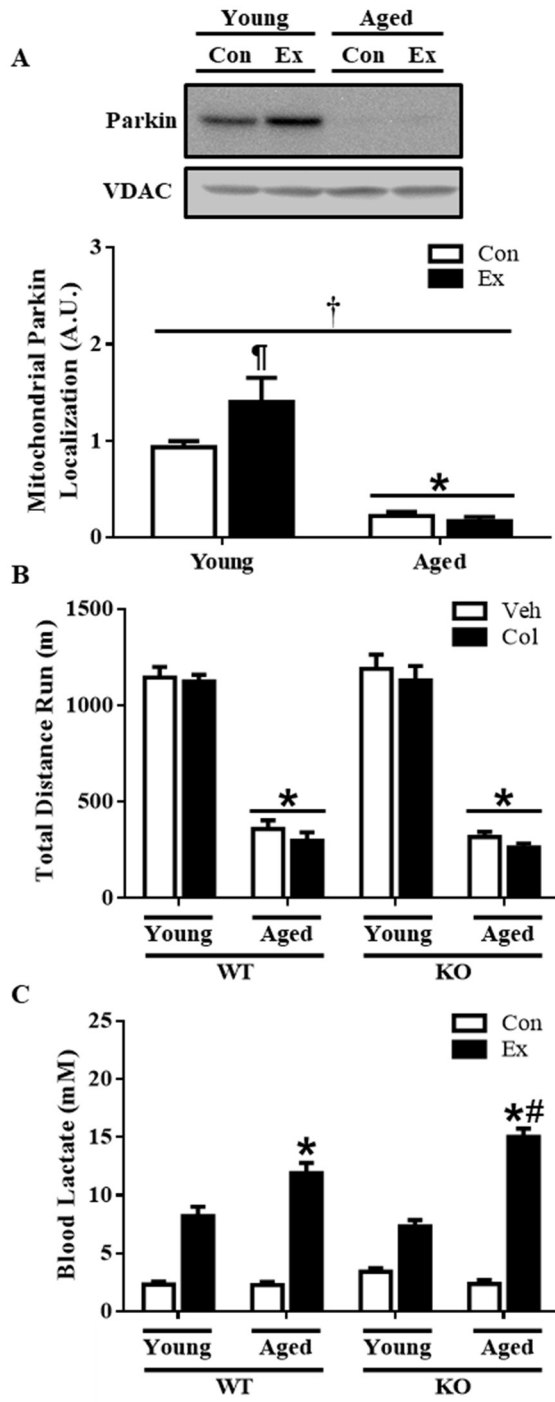 Young Aged
A
Con Ex Con Ex
Parkin
VDAC
3
Con
Ex
Mitochondrial Parkin
Localization (A.U.)
†
2
¶
1
*
0
Young Aged
B
1500
Veh
Col
Total Distance Run (m)
1000
500
* *
0
Young Aged Young Aged
WT KO
C
25
Con
Ex
Blood Lactate (mM)
20
15
*#
*
10
5
0
Young Aged Young Aged
WT KO